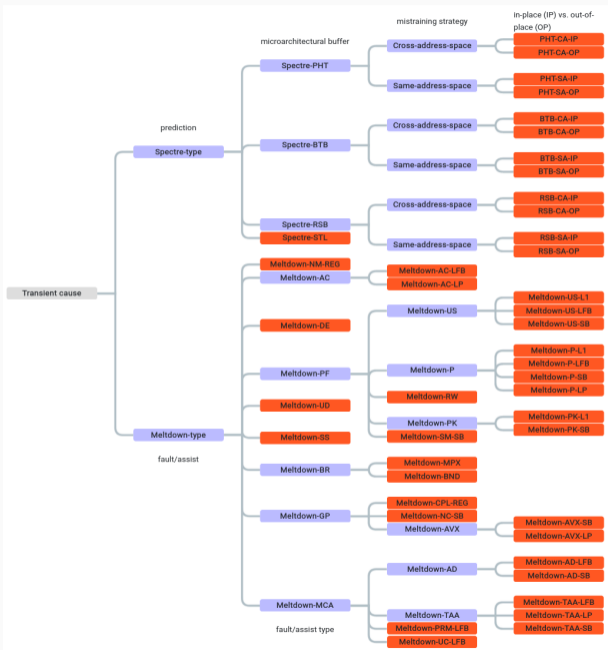 in-place (IP) vs. out-of-
place (OP)
mistraining strategy
microarchitectural buffer
PHT-CA-IP
Cross-address-space
PHT-CA-OP
Spectre-PHT
PHT-SA-IP
Same-address-space
PHT-SA-OP
prediction
BTB-CA-IP
Cross-address-space
BTB-CA-OP
Spectre-BTB
Spectre-type
BTB-SA-IP
Same-address-space
BTB-SA-OP
RSB-CA-IP
Cross-address-space
RSB-CA-OP
Spectre-RSB
Spectre-STL
RSB-SA-IP
Same-address-space
RSB-SA-OP
Transient cause
Meltdown-NM-REG
Meltdown-AC
Meltdown-AC-LFB
Meltdown-AC-LP
Meltdown-US-L1
Meltdown-US
Meltdown-US-LFB
Meltdown-US-SB
Meltdown-DE
Meltdown-P-L1
Meltdown-P-LFB
Meltdown-PF
Meltdown-P
Meltdown-P-SB
Meltdown-P-LP
Meltdown-RW
Meltdown-UD
Meltdown-PK-L1
Meltdown-PK
Meltdown-PK-SB
Meltdown-type
Meltdown-SS
Meltdown-SM-SB
fault/assist
Meltdown-MPX
Meltdown-BR
Meltdown-BND
Meltdown-CPL-REG
Meltdown-GP
Meltdown-NC-SB
Meltdown-AVX
Meltdown-AVX-SB
Meltdown-AVX-LP
Meltdown-AD-LFB
Meltdown-AD
Meltdown-AD-SB
Meltdown-MCA
Meltdown-TAA-LFB
Meltdown-TAA
Meltdown-TAA-LP
Meltdown-TAA-SB
fault/assist type
Meltdown-PRM-LFB
Meltdown-UC-LFB